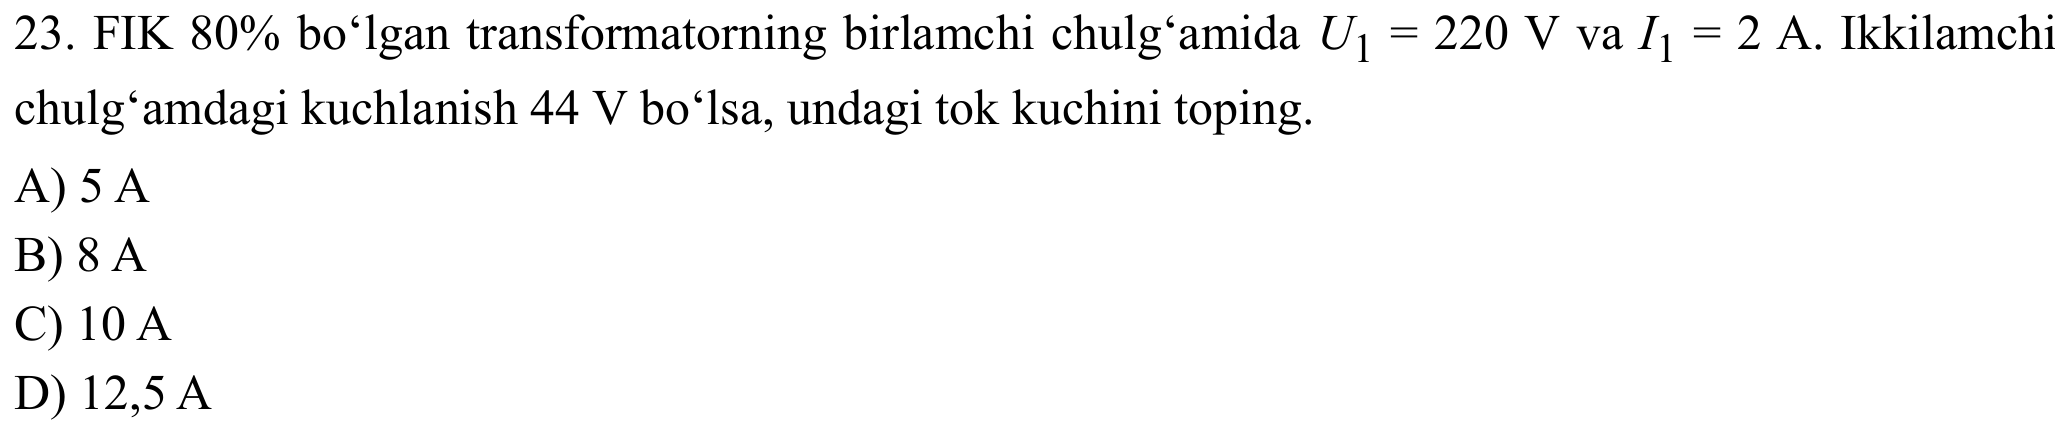 23. FIK 80% bo‘lgan transformatorning birlamchi chulg‘amida U₁ = 220 V va I₁ = 2 A. Ikkilamchi
chulg‘amdagi kuchlanish 44 V bo‘lsa, undagi tok kuchini toping.
A) 5 A
B) 8 A
C) 10 A
D) 12,5 A